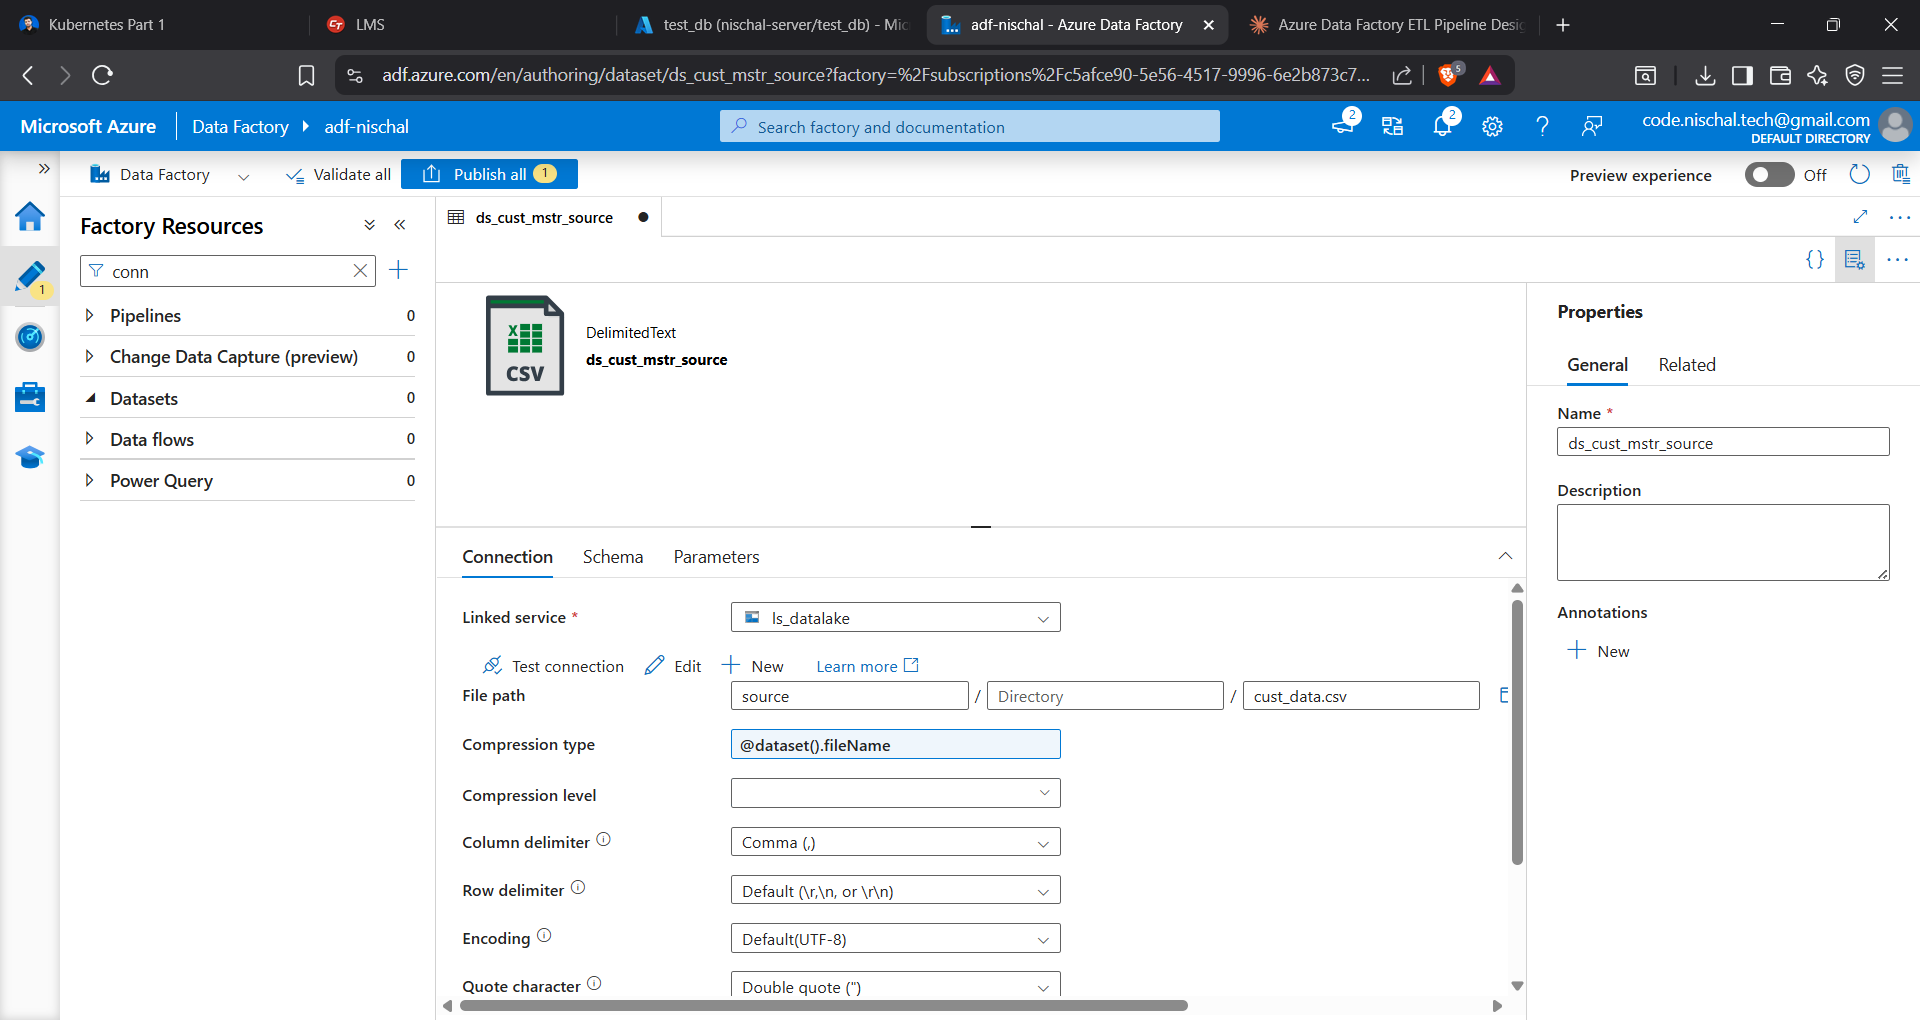 Kubernetes Part 1
LMS
test_db (nischal-server/test_db) - Mic
adf-nischal - Azure Data Factory
Azure Data Factory ETL Pipeline Desig
adf.azure.com/en/authoring/dataset/ds_cust_mstr_source?factory=%2Fsubscriptions%2Fc5afce90-5e56-4517-9996-6e2b873c7...
5
Microsoft Azure
Data Factory
adf-nischal
Search factory and documentation
2
2
code.nischal.tech@gmail.com
DEFAULT DIRECTORY
Data Factory
Validate all
Publish all 1
Preview experience
Off
Factory Resources
conn
1
Pipelines 0
Change Data Capture (preview) 0
Datasets 0
Data flows 0
Power Query 0
ds_cust_mstr_source
{}
X
CSV
DelimitedText
ds_cust_mstr_source
Connection
Schema
Parameters
Linked service *
ls_datalake
Test connection
Edit
New
Learn more
File path
source / Directory / cust_data.csv
Compression type
@dataset().fileName
Compression level
Column delimiter
Comma (,)
Row delimiter
Default (\r,\n, or \r\n)
Encoding
Default(UTF-8)
Quote character
Double quote (")
Properties
General
Related
Name *
ds_cust_mstr_source
Description
Annotations
New